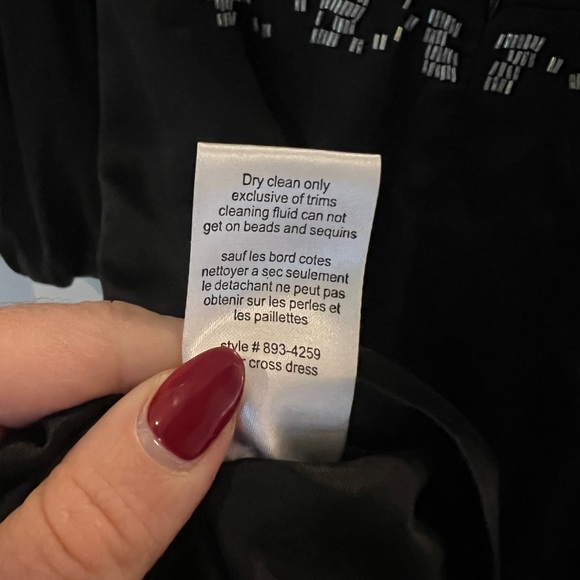 Dry clean only
exclusive of trims
cleaning fluid can not
get on beads and sequins
sauf les bord cotes
nettoyer a sec seulement
le detachant ne peut pas
obtenir sur les perles et
les paillettes
style # 893-4259
cross dress